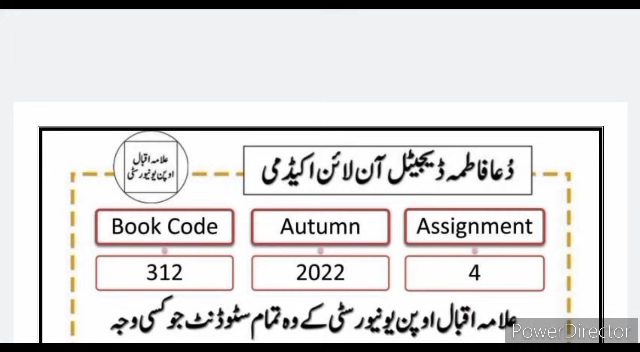 علامہ اقبال
اوپن یونیورسٹی
دُعا فاطمہ ڈیجیٹل آن لائن اکیڈمی
Book Code Autumn Assignment
312 2022 4
علامہ اقبال اوپن یونیورسٹی کے وہ تمام سٹوڈنٹ جو کسی وجہ
PowerDirector